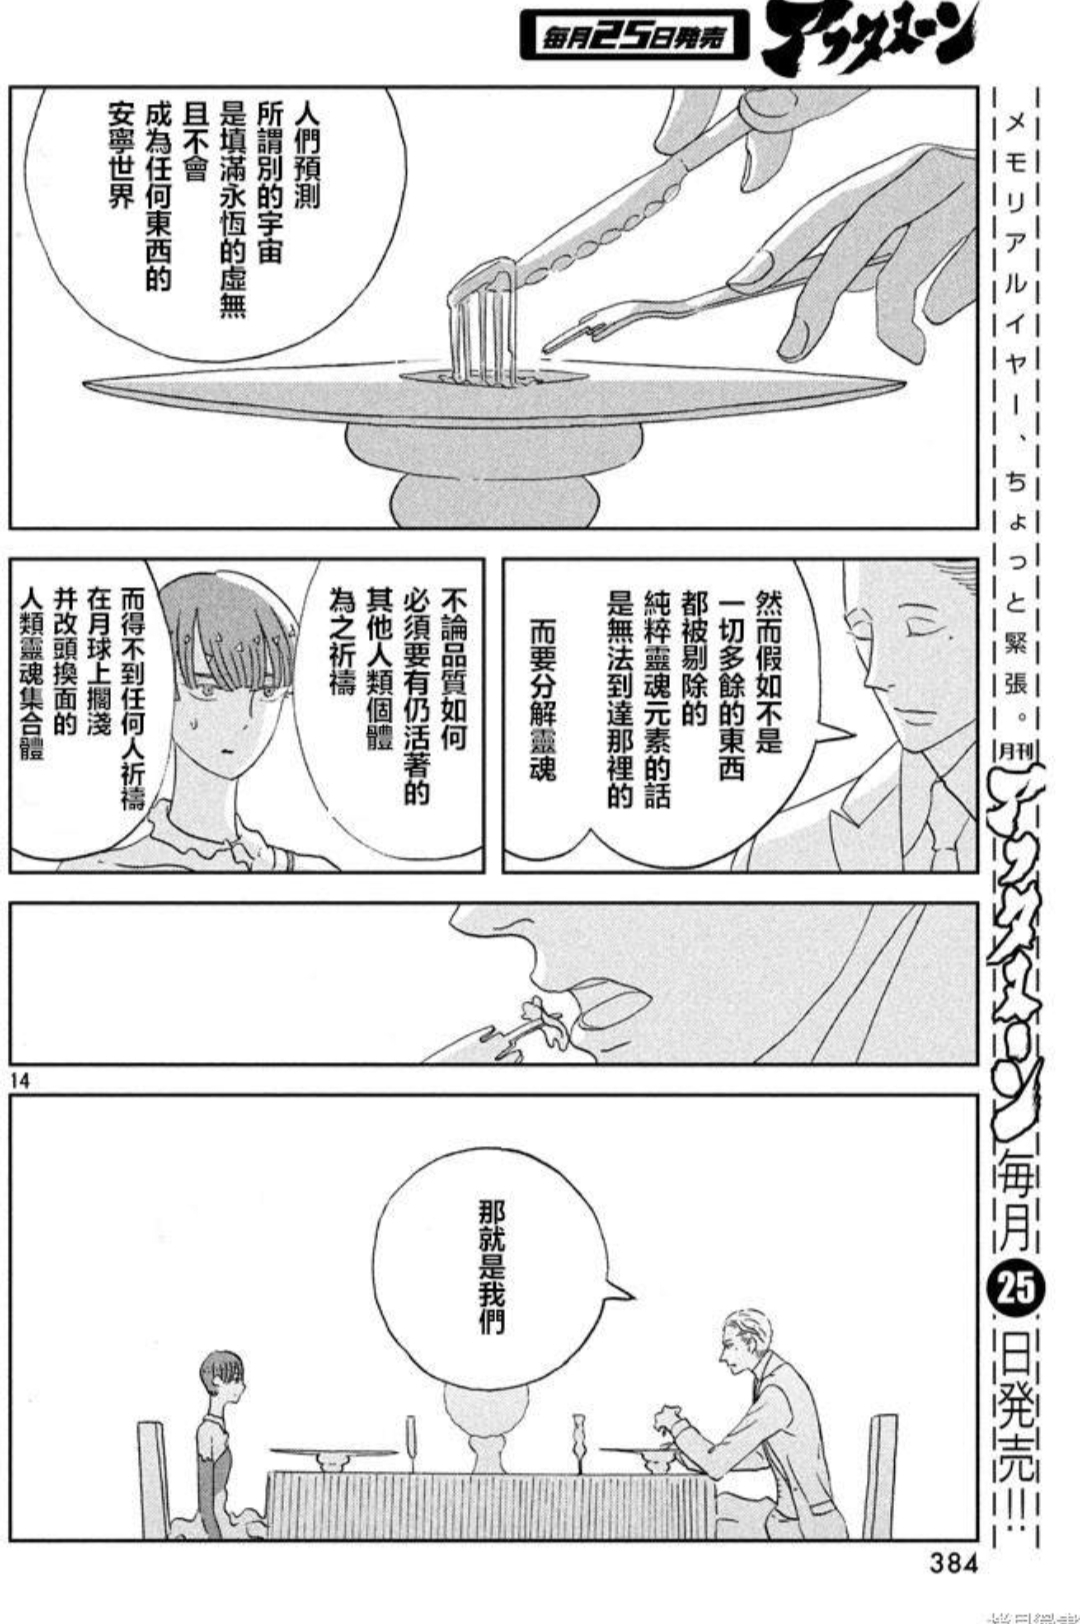 毎月25日発売
アフタヌーン
人們預測
所謂別的宇宙
是填滿永恆的虛無
且不會
成為任何東西的
安寧世界
然而假如不是
一切多餘的東西
都被剔除的
純粹靈魂元素的話
是無法到達那裡的
而要分解靈魂
不論品質如何
必須要有仍活著的
其他人類個體
為之祈禱
而得不到任何人祈禱
在月球上擱淺
并改頭換面的
人類靈魂集合體
14
那就是我們
384
メモリアルイヤー、ちょっと緊張。
月刊
アフタヌーン
毎月25日発売!!!